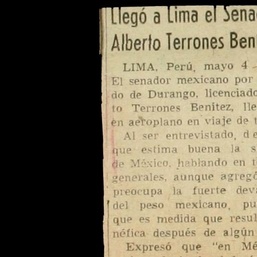 Llegó a Lima el Sena
Alberto Terrones Beni
LIMA, Perú, mayo 4
El senador mexicano por
do de Durango, licenciado
to Terrones Benítez, lle
en aeroplano en viaje de t
Al ser entrevistado, d e
que estima buena la s
de México, hablando en t
generales, aunque agregó
preocupa la fuerte deva
del peso mexicano, pu
que es medida que resul
néfica después de algún
Expresó que "en Mé